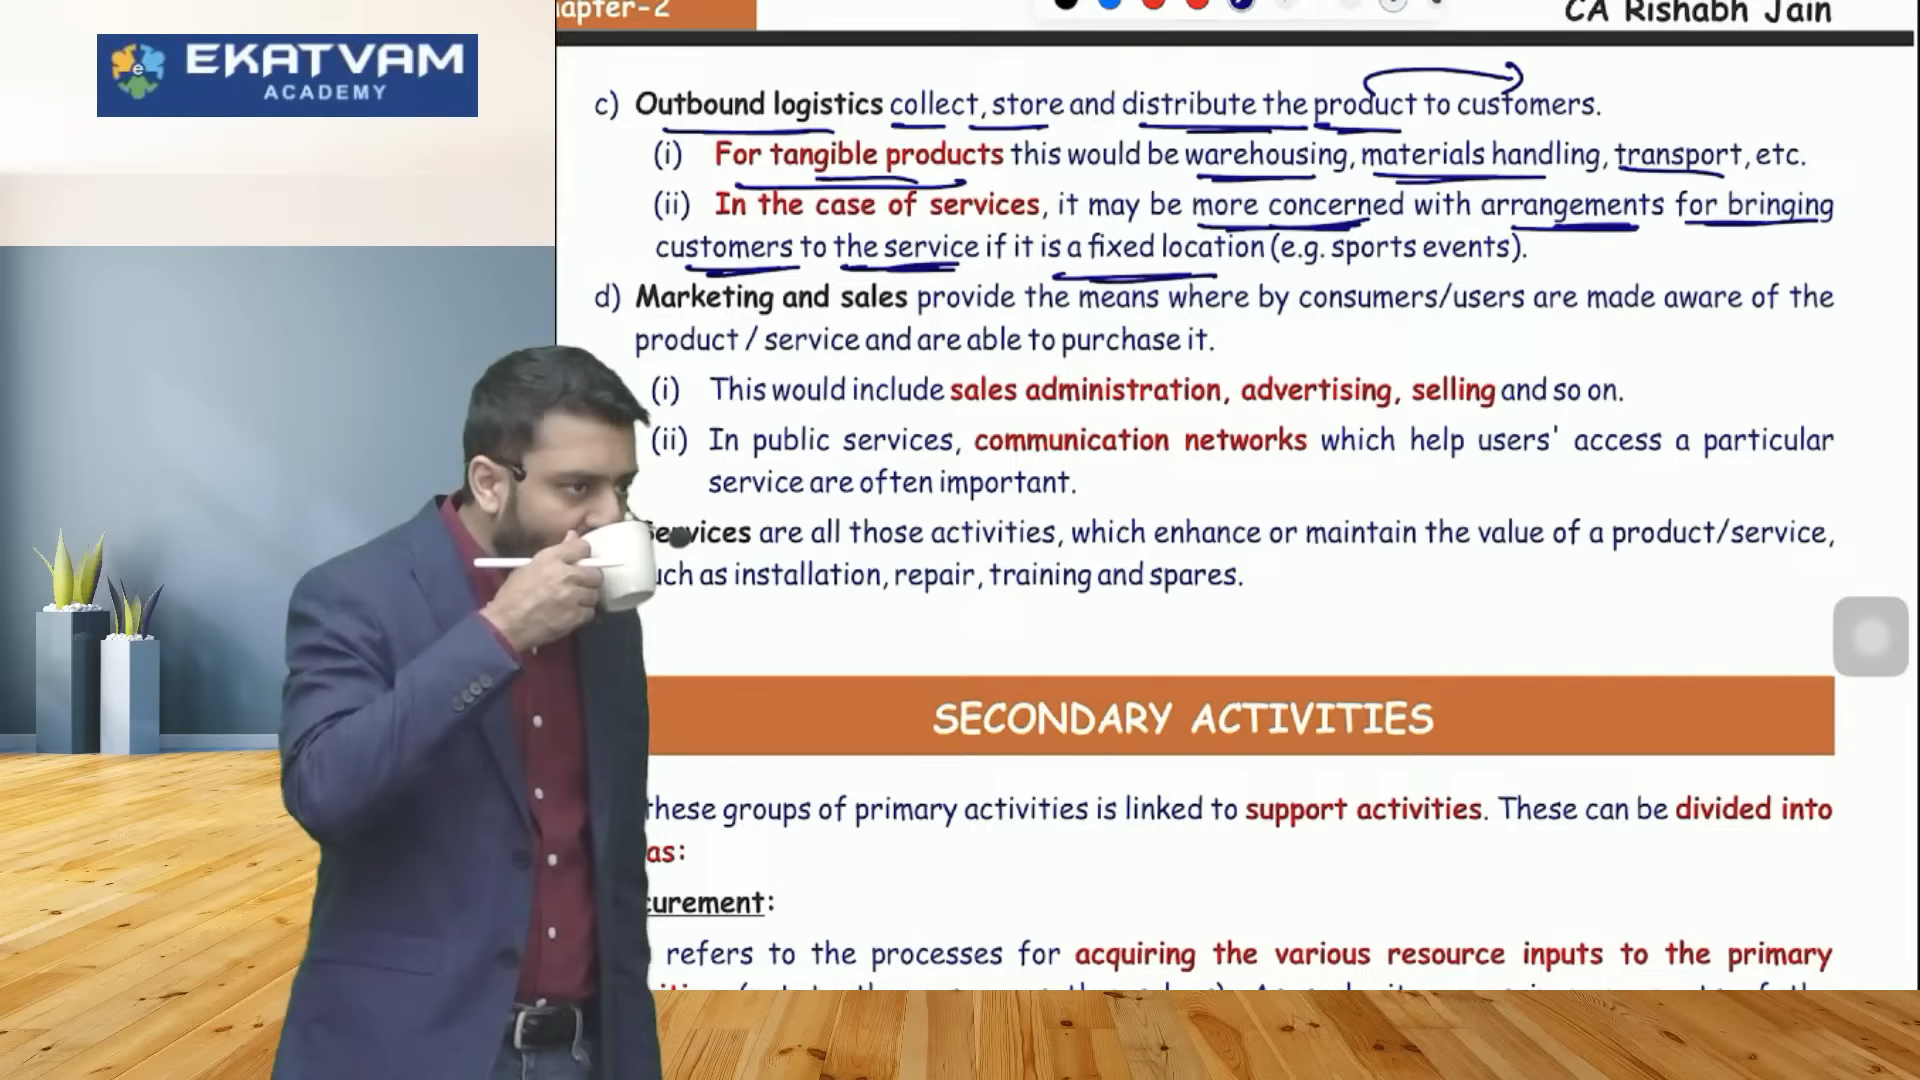 EKATVAM
ACADEMY
apter-2
CA Rishabh Jain
c) Outbound logistics collect, store and distribute the product to customers.
(i) For tangible products this would be warehousing, materials handling, transport, etc.
(ii) In the case of services, it may be more concerned with arrangements for bringing
customers to the service if it is a fixed location (e.g. sports events).
d) Marketing and sales provide the means where by consumers/users are made aware of the
product / service and are able to purchase it.
(i) This would include sales administration, advertising, selling and so on.
(ii) In public services, communication networks which help users' access a particular
service are often important.
Services are all those activities, which enhance or maintain the value of a product/service,
uch as installation, repair, training and spares.
SECONDARY ACTIVITIES
these groups of primary activities is linked to support activities. These can be divided into
as:
curement:
refers to the processes for acquiring the various resource inputs to the primary